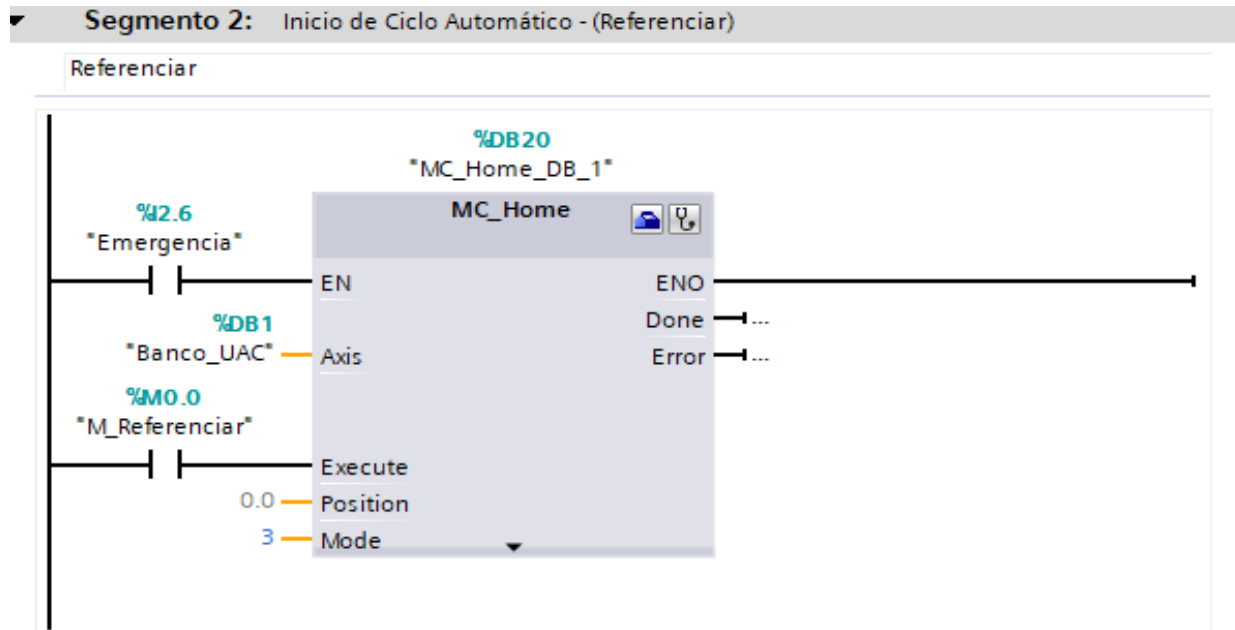 Segmento 2: Inicio de Ciclo Automático - (Referenciar)
Referenciar
%DB20
"MC_Home_DB_1"
MC_Home
%I2.6
"Emergencia"
EN
ENO
%DB1
Done ...
"Banco_UAC"
Axis
Error ...
%M0.0
"M_Referenciar"
Execute
0.0 Position
3 Mode